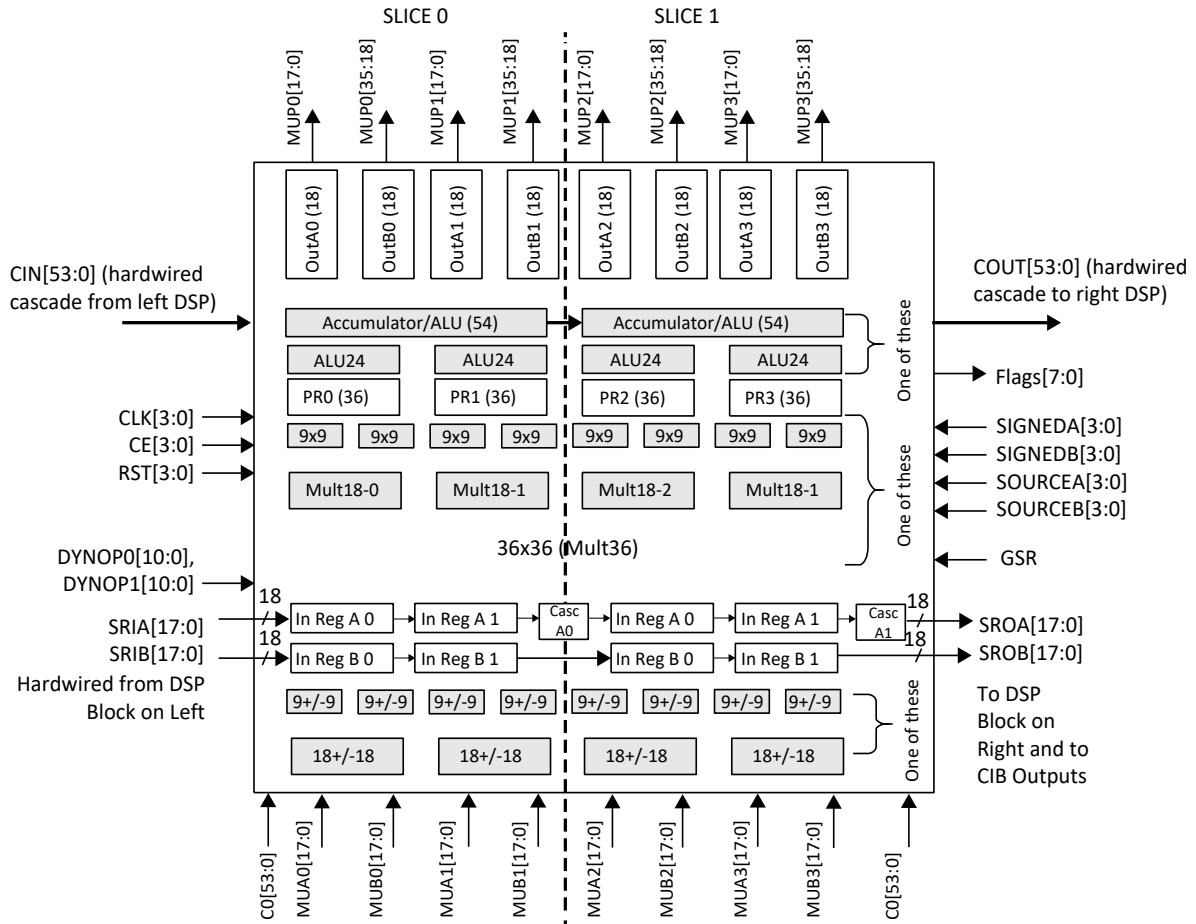 SLICE 0
SLICE 1
MUP0[17:0]
MUP0[35:18]
MUP1[17:0]
MUP1[35:18]
MUP2[17:0]
MUP2[35:18]
MUP3[17:0]
MUP3[35:18]
OutA0 (18)
OutB0 (18)
OutA1 (18)
OutB1 (18)
OutA2 (18)
OutB2 (18)
OutA3 (18)
OutB3 (18)
CIN[53:0] (hardwired
cascade from left DSP)
COUT[53:0] (hardwired
cascade to right DSP)
Accumulator/ALU (54)
Accumulator/ALU (54)
One of these
ALU24
ALU24
ALU24
ALU24
Flags[7:0]
PR0 (36)
PR1 (36)
PR2 (36)
PR3 (36)
CLK[3:0]
CE[3:0]
RST[3:0]
9x9
9x9
9x9
9x9
9x9
9x9
9x9
9x9
One of these
SIGNEDA[3:0]
SIGNEDB[3:0]
SOURCEA[3:0]
SOURCEB[3:0]
Mult18-0
Mult18-1
Mult18-2
Mult18-1
36x36 (Mult36)
GSR
DYNOP0[10:0],
DYNOP1[10:0]
18
SRIA[17:0]
In Reg A 0
In Reg A 1
Casc
A0
In Reg A 0
In Reg A 1
Casc
A1
18
SROA[17:0]
18
SRIB[17:0]
In Reg B 0
In Reg B 1
In Reg B 0
In Reg B 1
18
SROB[17:0]
Hardwired from DSP
Block on Left
9+/-9
9+/-9
9+/-9
9+/-9
9+/-9
9+/-9
9+/-9
9+/-9
One of these
To DSP
Block on
Right and to
CIB Outputs
18+/-18
18+/-18
18+/-18
18+/-18
C0[53:0]
MUA0[17:0]
MUB0[17:0]
MUA1[17:0]
MUB1[17:0]
MUA2[17:0]
MUB2[17:0]
MUA3[17:0]
MUB3[17:0]
C0[53:0]